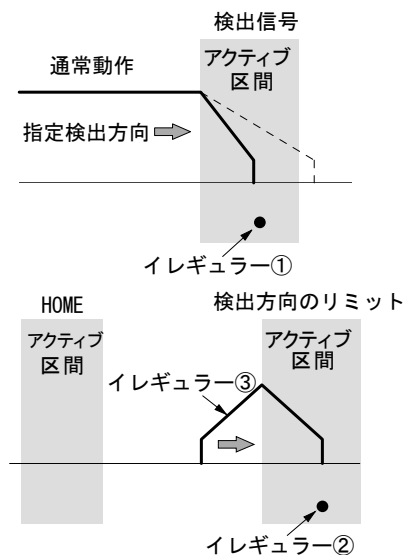 検出信号
通常動作
アクティブ
区間
指定検出方向
イレギュラー①
HOME
検出方向のリミット
アクティブ
区間
アクティブ
区間
イレギュラー③
イレギュラー②